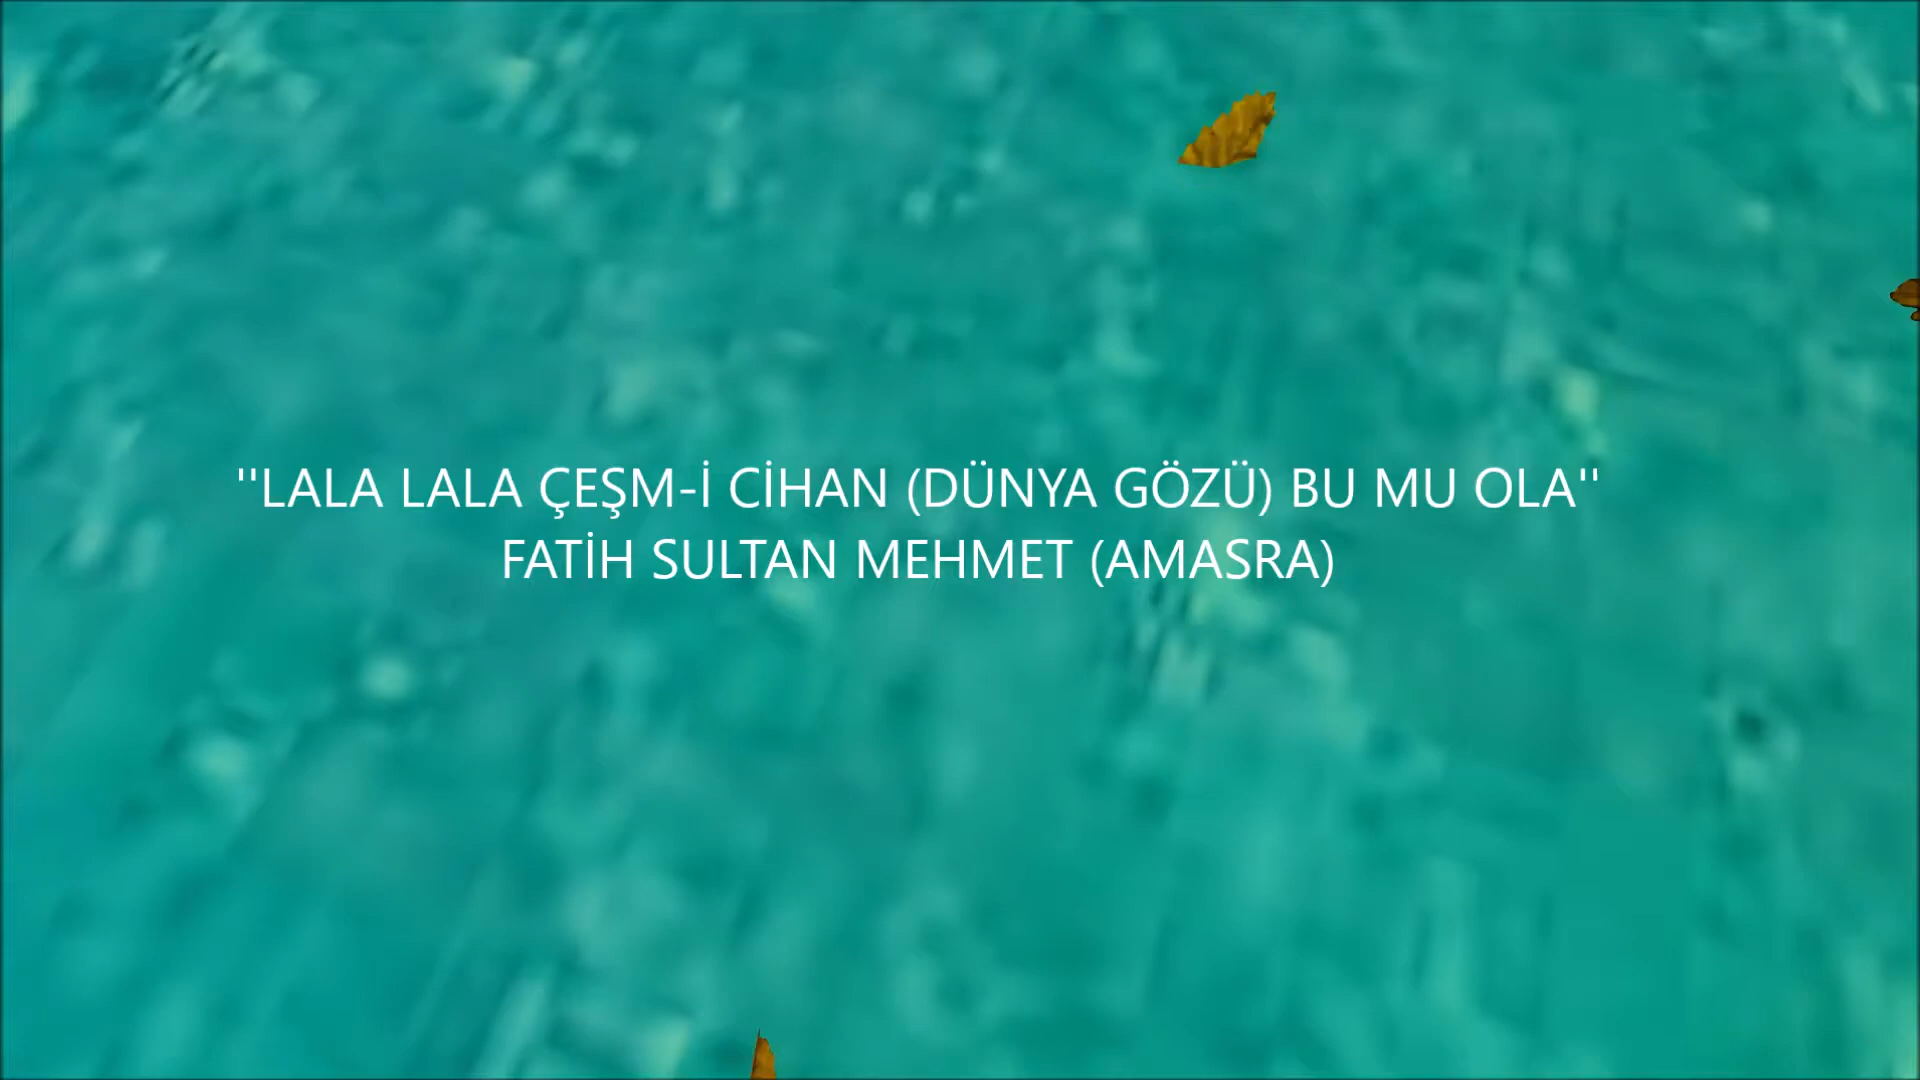 ''LALA LALA ÇEŞM-İ CİHAN (DÜNYA GÖZÜ) BU MU OLA''
FATİH SULTAN MEHMET (AMASRA)